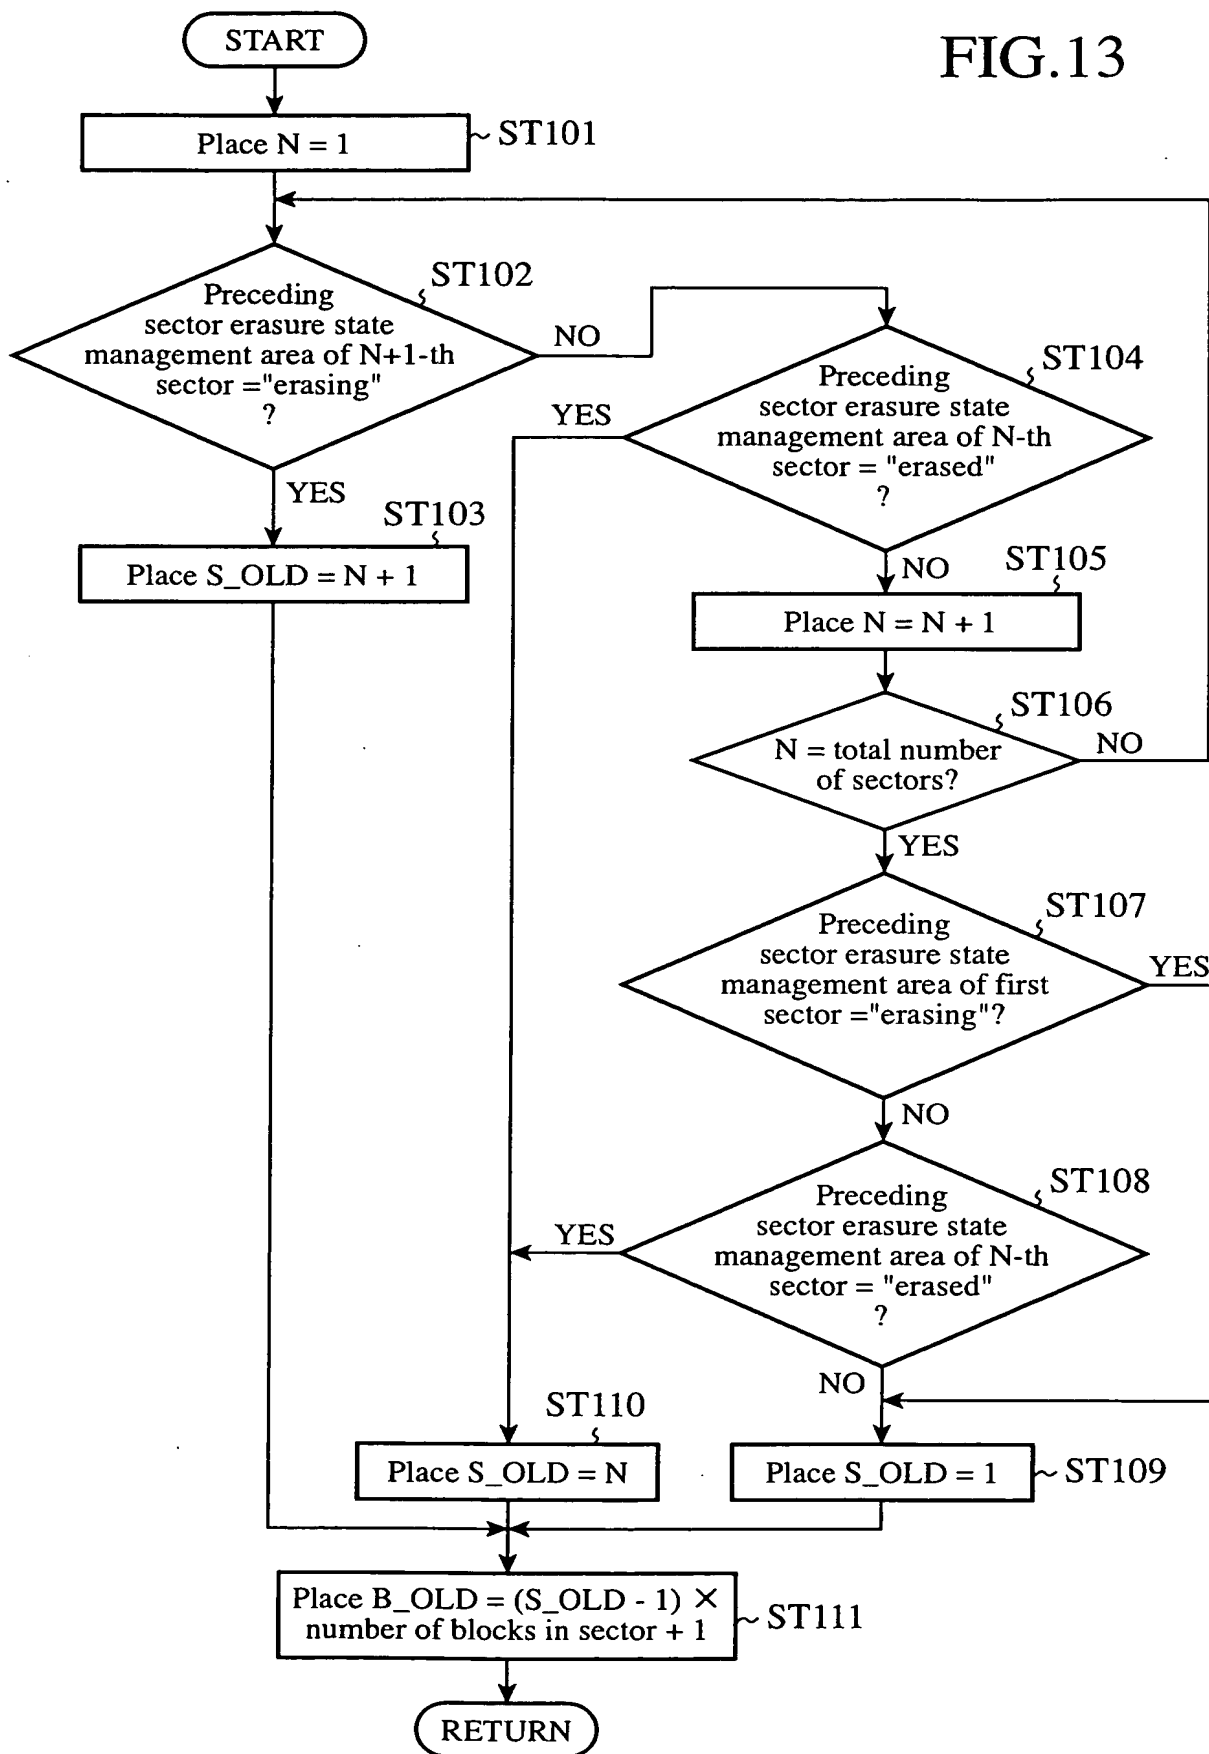 START
FIG.13
Place N = 1
ST101
ST102
Preceding
sector erasure state
management area of N+1-th
sector ="erasing"
?
NO
YES
ST103
Place S_OLD = N + 1
ST104
Preceding
sector erasure state
management area of N-th
sector = "erased"
?
YES
NO
ST105
Place N = N + 1
ST106
N = total number
of sectors?
NO
YES
ST107
Preceding
sector erasure state
management area of first
sector ="erasing"?
YES
NO
ST108
Preceding
sector erasure state
management area of N-th
sector = "erased"
?
YES
NO
ST110
Place S_OLD = N
Place S_OLD = 1
ST109
Place B_OLD = (S_OLD - 1) ×
number of blocks in sector + 1
ST111
RETURN